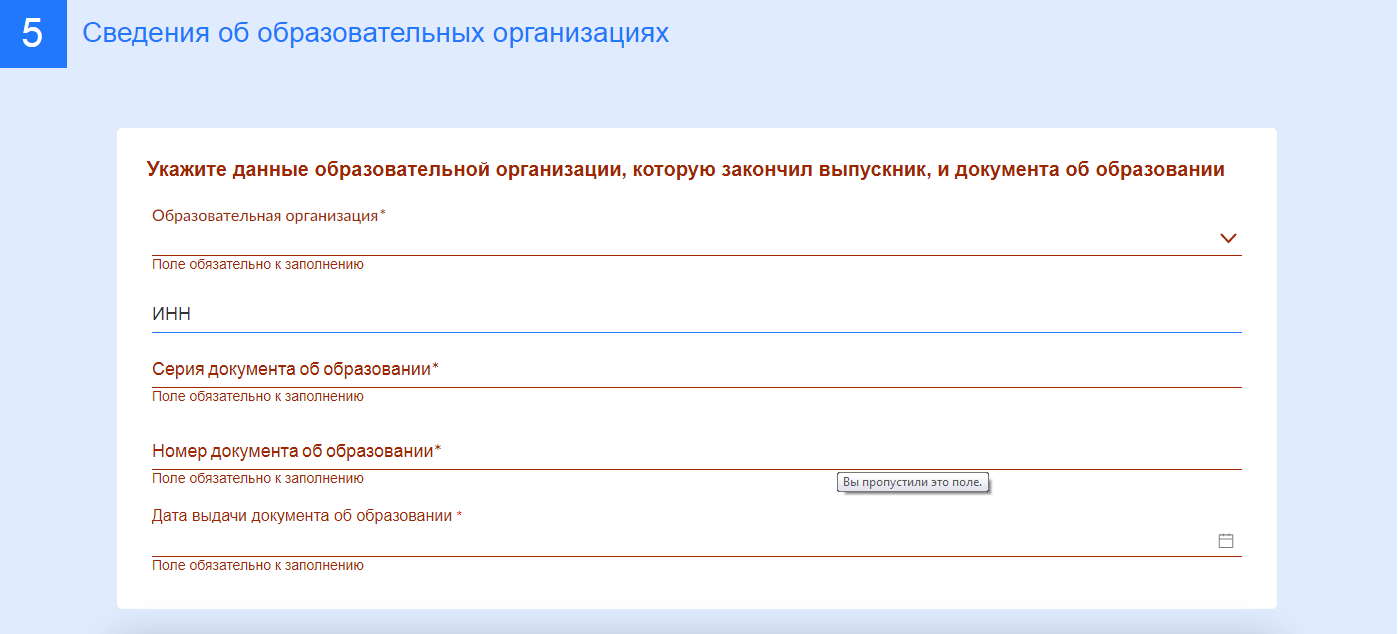 5
Сведения об образовательных организациях
Укажите данные образовательной организации, которую закончил выпускник, и документа об образовании
Образовательная организация*
Поле обязательно к заполнению
ИНН
Серия документа об образовании*
Поле обязательно к заполнению
Номер документа об образовании*
Поле обязательно к заполнению
Вы пропустили это поле.
Дата выдачи документа об образовании *
Поле обязательно к заполнению